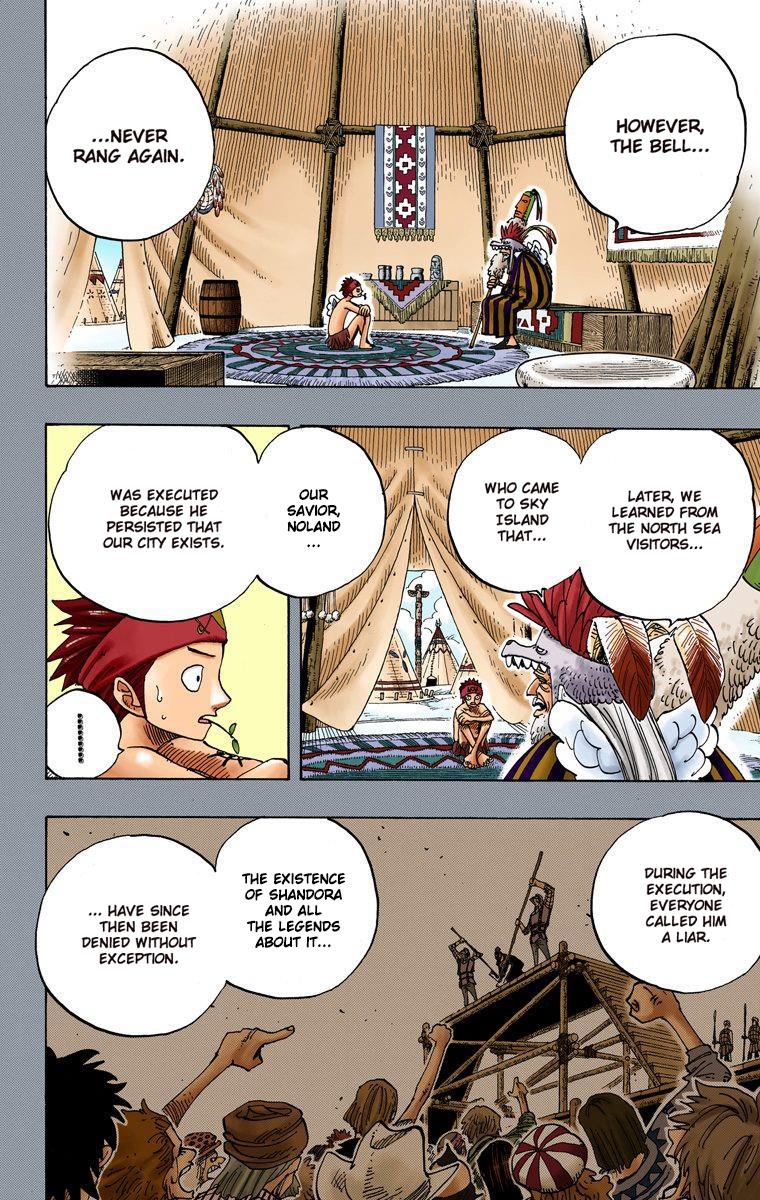 HOWEVER,
THE BELL...
...NEVER
RANG AGAIN.
LATER, WE
LEARNED FROM
THE NORTH SEA
VISITORS...
WHO CAME
TO SKY
ISLAND
THAT...
OUR
SAVIOR,
NOLAND
...
WAS EXECUTED
BECAUSE HE
PERSISTED THAT
OUR CITY EXISTS.
.........
DURING THE
EXECUTION,
EVERYONE
CALLED HIM
A LIAR.
THE EXISTENCE
OF SHANDORA
AND ALL
THE LEGENDS
ABOUT IT...
... HAVE SINCE
THEN BEEN
DENIED WITHOUT
EXCEPTION.